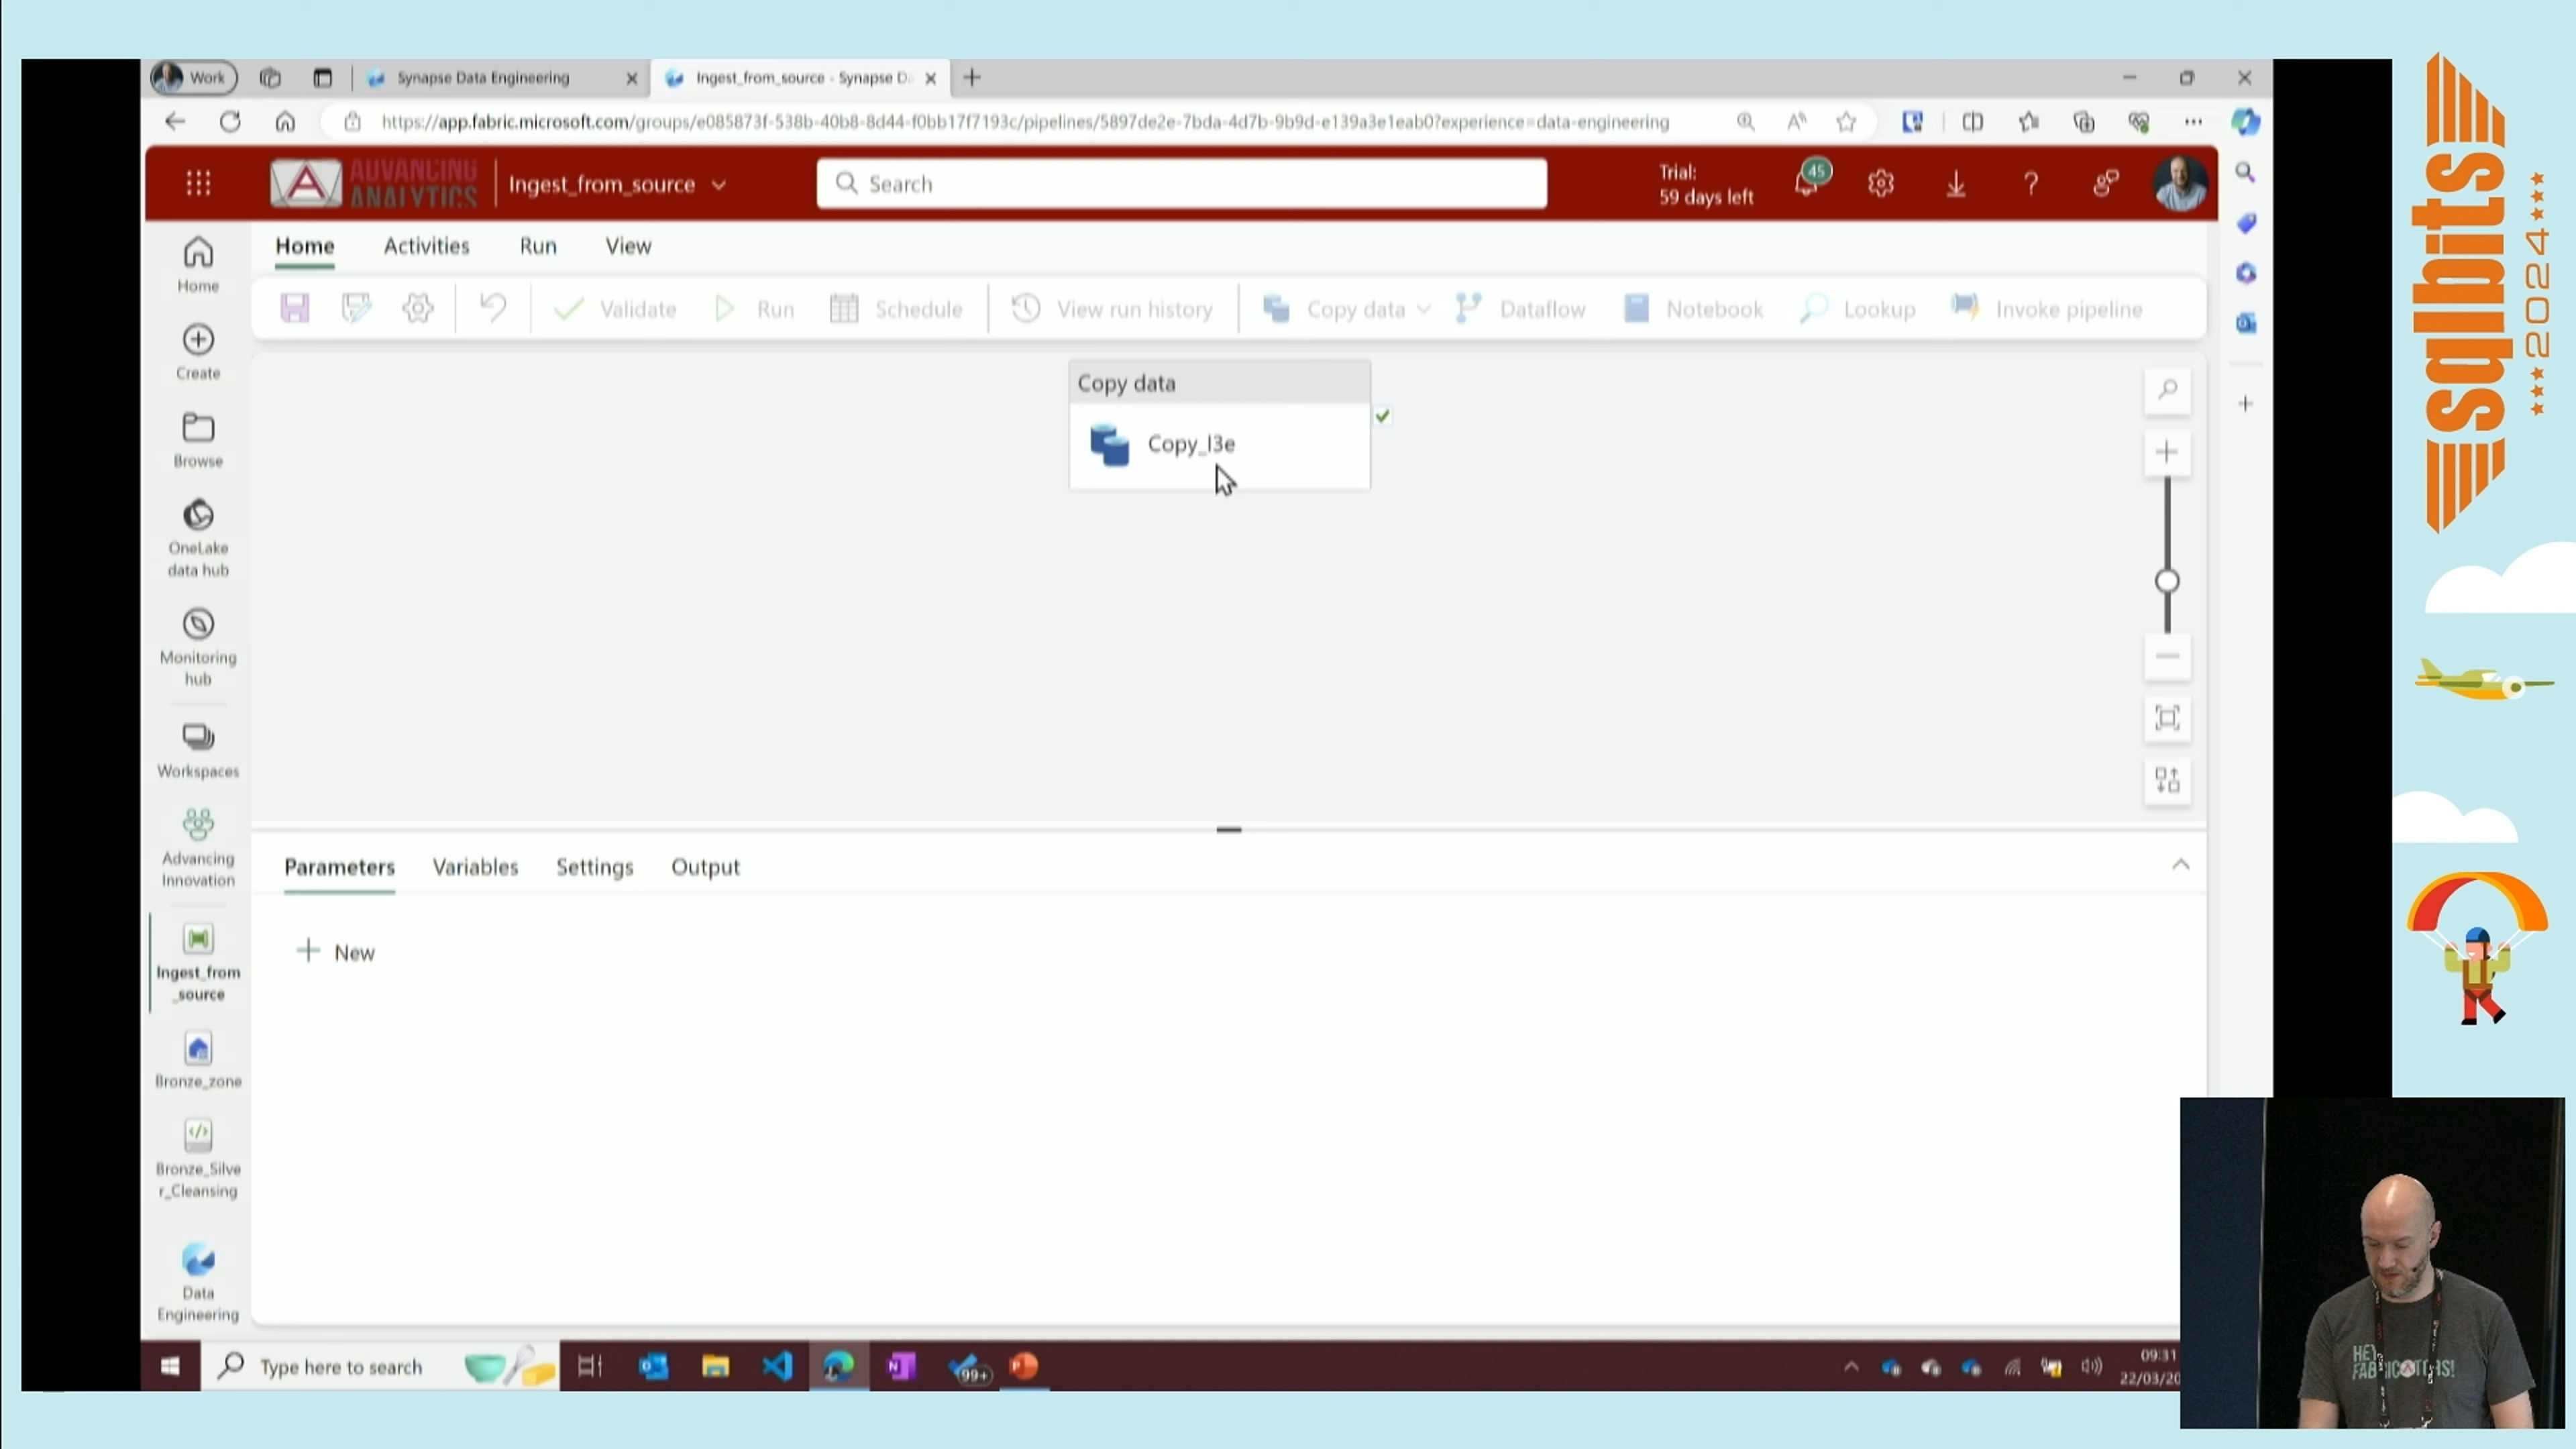 Work
Synapse Data Engineering
Ingest_from_source - Synapse D
https://app.fabric.microsoft.com/groups/e085873f-538b-40b8-8d44-f0bb17f7193c/pipelines/5897de2e-7bda-4d7b-9b9d-e139a3e1eab0?experience=data-engineering
ADVANCING
ANALYTICS
Ingest_from_source
Search
Trial:
59 days left
45
Home
Activities
Run
View
Validate
Run
Schedule
View run history
Copy data
Dataflow
Notebook
Lookup
Invoke pipeline
Home
Create
Browse
OneLake
data hub
Monitoring
hub
Workspaces
Advancing
Innovation
Ingest_from
_source
Bronze_zone
Bronze_Silve
r_Cleansing
Data
Engineering
Copy data
Copy_l3e
Parameters
Variables
Settings
Output
New
Type here to search
99+
09:31
22/03/20
sqlbits
2024
HEY